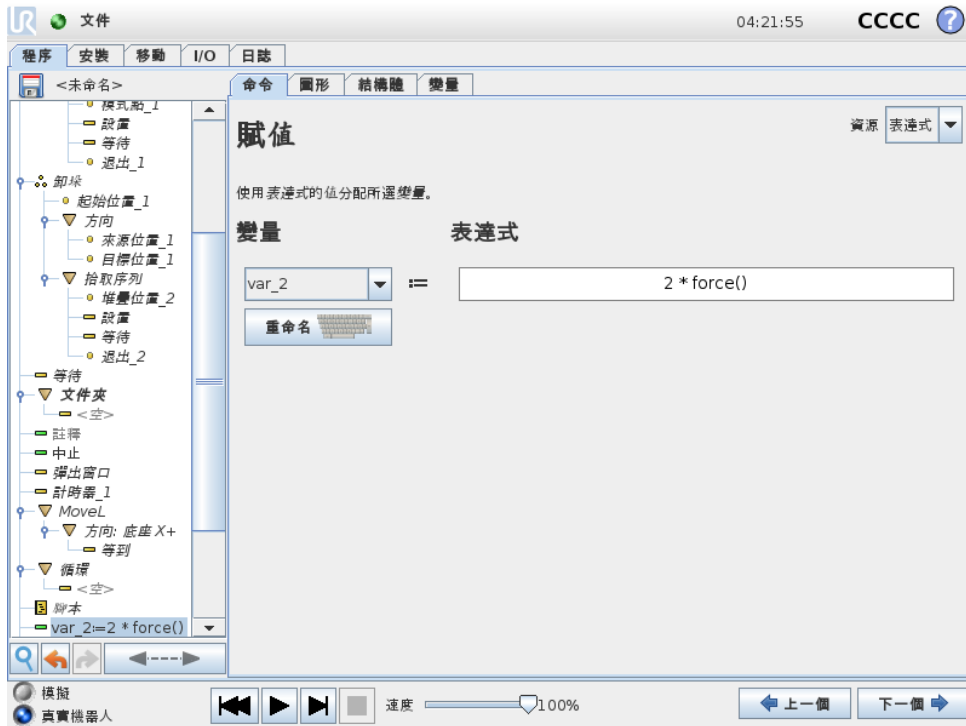 UR 文件 04:21:55 CCCC ?
程序 安裝 移動 I/O 日誌
<未命名> 命令 圖形 結構體 變量
模式點_1
設置
等待
退出_1
卸垛
起始位置_1
方向
來源位置_1
目標位置_1
拾取序列
堆疊位置_2
設置
等待
退出_2
等待
文件夾
<空>
註釋
中止
彈出窗口
計時器_1
MoveL
方向: 底座 X+
等到
循環
<空>
腳本
var_2:=2 * force()
賦值
資源 表達式
使用表達式的值分配所選變量。
變量 表達式
var_2 := 2 * force()
重命名
模擬
真實機器人
速度 100%
上一個 下一個